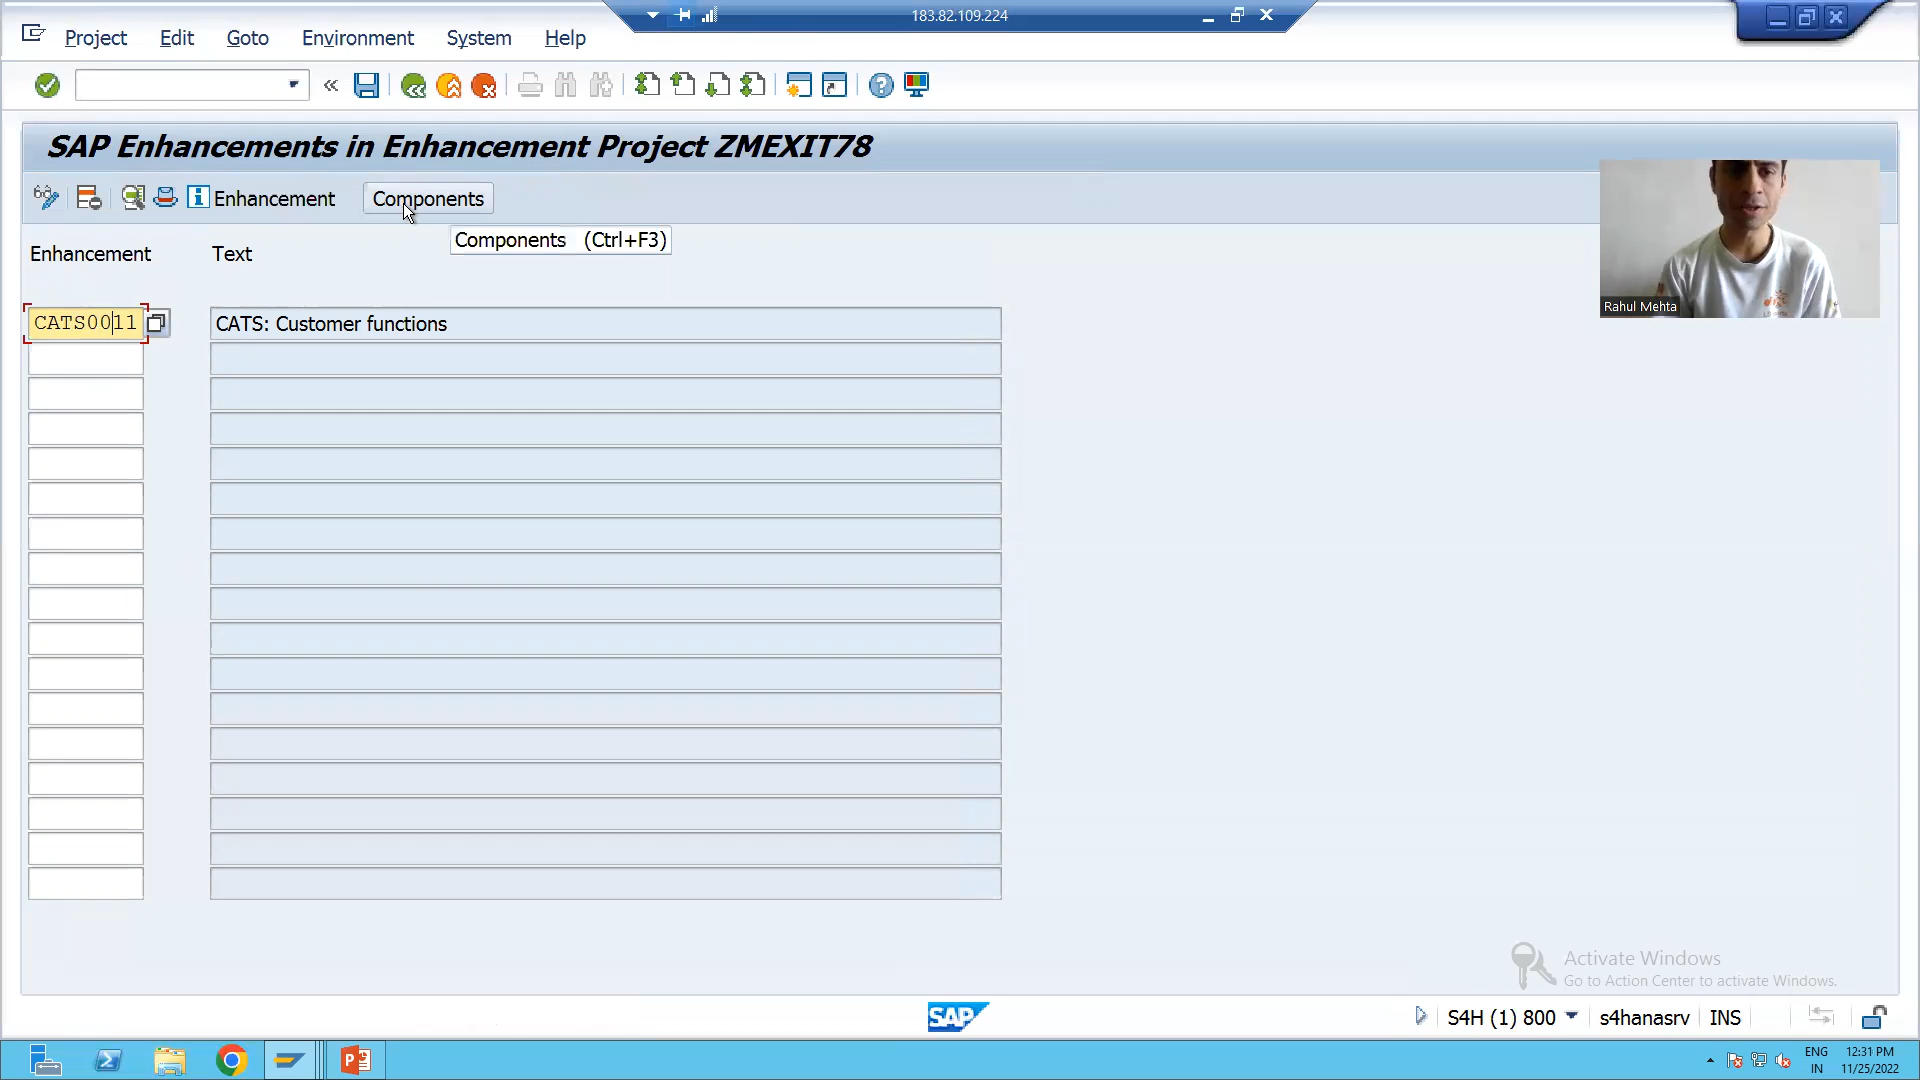 183.82.109.224
Project Edit Goto Environment System Help
SAP Enhancements in Enhancement Project ZMEXIT78
Enhancement Components
Components (Ctrl+F3)
Enhancement Text
CATS0011 CATS: Customer functions
Rahul Mehta
Activate Windows
Go to Action Center to activate Windows.
SAP
S4H (1) 800 s4hanasrv INS
ENG 12:31 PM
IN 11/25/2022